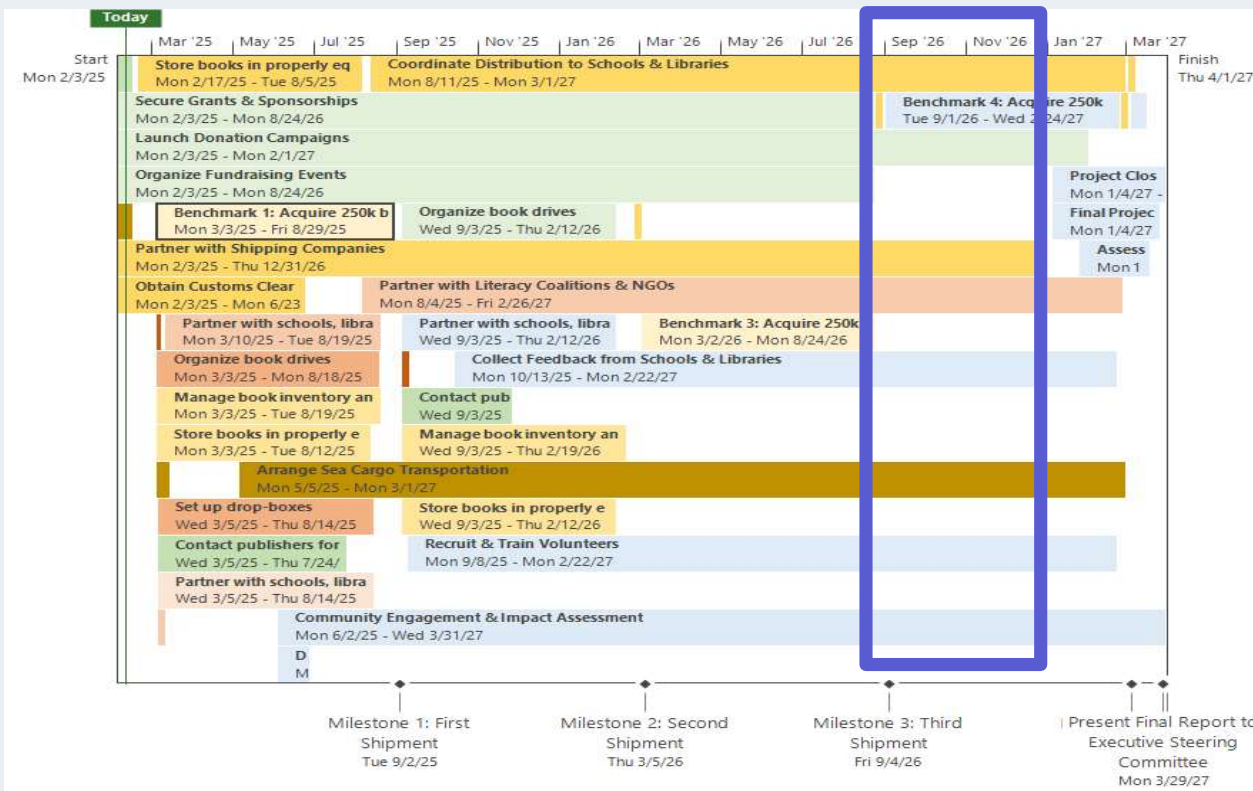 Today
Mar '25 May '25 Jul '25 Sep '25 Nov '25 Jan '26 Mar '26 May '26 Jul '26 Sep '26 Nov '26 Jan '27 Mar '27
Start
Mon 2/3/25
Finish
Thu 4/1/27
Store books in properly eq
Mon 2/17/25 - Tue 8/5/25
Coordinate Distribution to Schools & Libraries
Mon 8/11/25 - Mon 3/1/27
Secure Grants & Sponsorships
Mon 2/3/25 - Mon 8/24/26
Benchmark 4: Acquire 250k
Tue 9/1/26 - Wed 2/24/27
Launch Donation Campaigns
Mon 2/3/25 - Mon 2/1/27
Organize Fundraising Events
Mon 2/3/25 - Mon 8/24/26
Project Clos
Mon 1/4/27 -
Benchmark 1: Acquire 250k b
Mon 3/3/25 - Fri 8/29/25
Organize book drives
Wed 9/3/25 - Thu 2/12/26
Final Projec
Mon 1/4/27
Partner with Shipping Companies
Mon 2/3/25 - Thu 12/31/26
Assess
Mon 1
Obtain Customs Clear
Mon 2/3/25 - Mon 6/23
Partner with Literacy Coalitions & NGOs
Mon 8/4/25 - Fri 2/26/27
Partner with schools, libra
Mon 3/10/25 - Tue 8/19/25
Partner with schools, libra
Wed 9/3/25 - Thu 2/12/26
Benchmark 3: Acquire 250k
Mon 3/2/26 - Mon 8/24/26
Organize book drives
Mon 3/3/25 - Mon 8/18/25
Collect Feedback from Schools & Libraries
Mon 10/13/25 - Mon 2/22/27
Manage book inventory an
Mon 3/3/25 - Tue 8/19/25
Contact pub
Wed 9/3/25
Store books in properly e
Mon 3/3/25 - Tue 8/12/25
Manage book inventory an
Wed 9/3/25 - Thu 2/19/26
Arrange Sea Cargo Transportation
Mon 5/5/25 - Mon 3/1/27
Set up drop-boxes
Wed 3/5/25 - Thu 8/14/25
Store books in properly e
Wed 9/3/25 - Thu 2/12/26
Contact publishers for
Wed 3/5/25 - Thu 7/24/
Recruit & Train Volunteers
Mon 9/8/25 - Mon 2/22/27
Partner with schools, libra
Wed 3/5/25 - Thu 8/14/25
Community Engagement & Impact Assessment
Mon 6/2/25 - Wed 3/31/27
D
M
Milestone 1: First
Shipment
Tue 9/2/25
Milestone 2: Second
Shipment
Thu 3/5/26
Milestone 3: Third
Shipment
Fri 9/4/26
Present Final Report to
Executive Steering
Committee
Mon 3/29/27